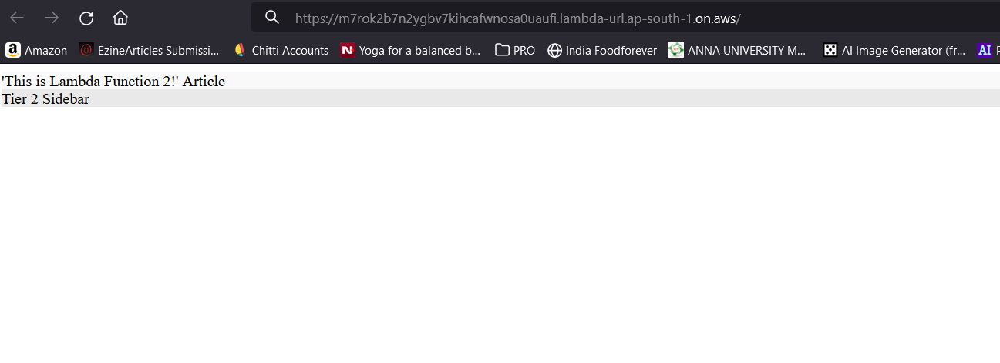 https://m7rok2b7n2ygbv7kihcafwnosa0uaufi.lambda-url.ap-south-1.on.aws/
Amazon EzineArticles Submissi... Chitti Accounts Yoga for a balanced b... PRO India Foodforever ANNA UNIVERSITY M... AI Image Generator (fr... AI
'This is Lambda Function 2!' Article
Tier 2 Sidebar